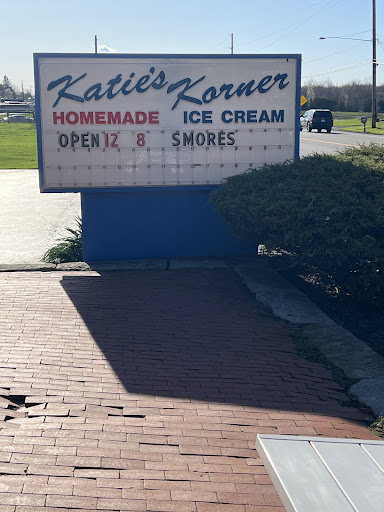 Katie's Korner
HOMEMADE ICE CREAM
OPEN 12 8 SMORES